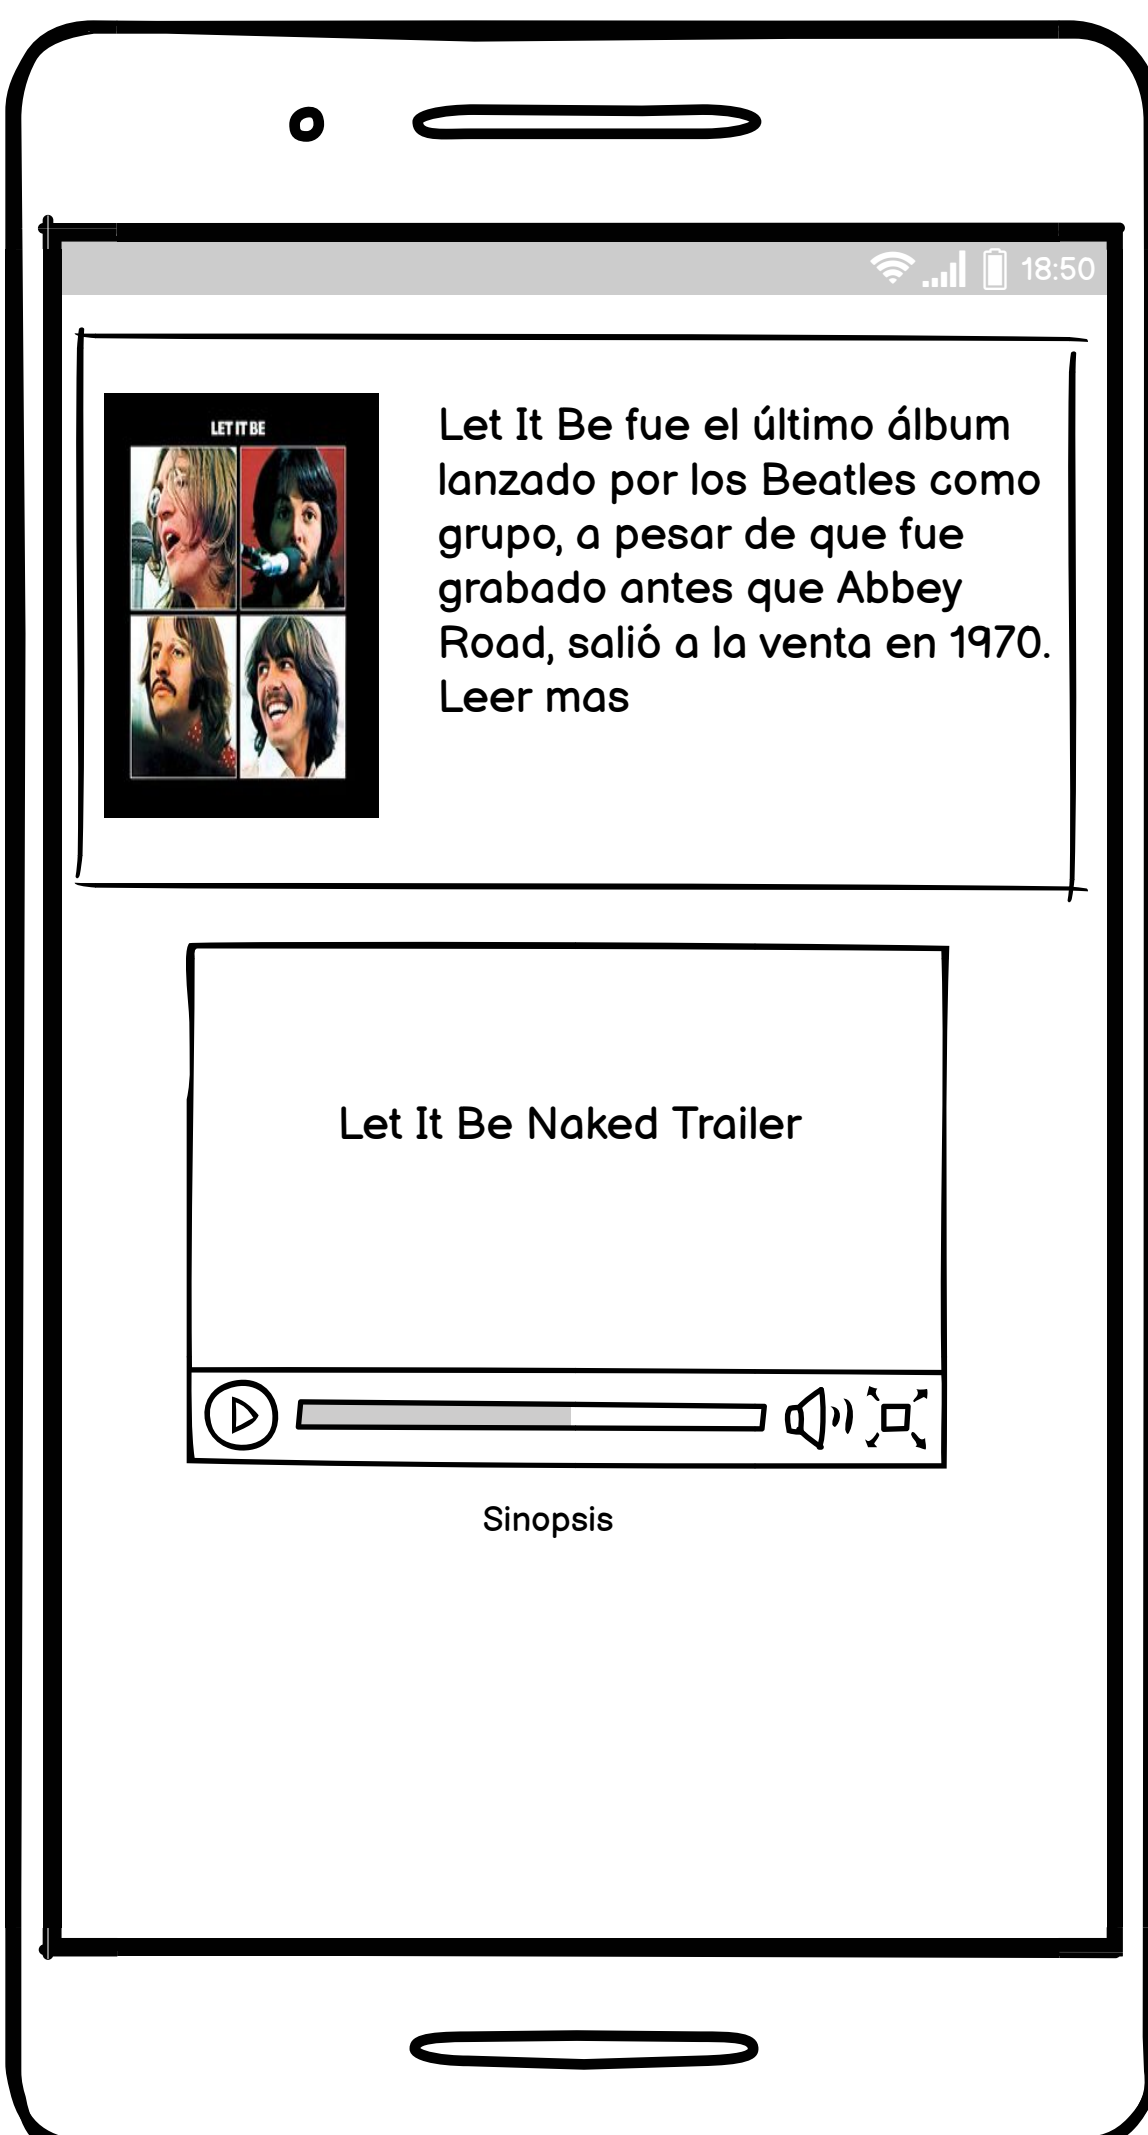 18:50
LET IT BE
Let It Be fue el último álbum
lanzado por los Beatles como
grupo, a pesar de que fue
grabado antes que Abbey
Road, salió a la venta en 1970.
Leer mas
Let It Be Naked Trailer
Sinopsis